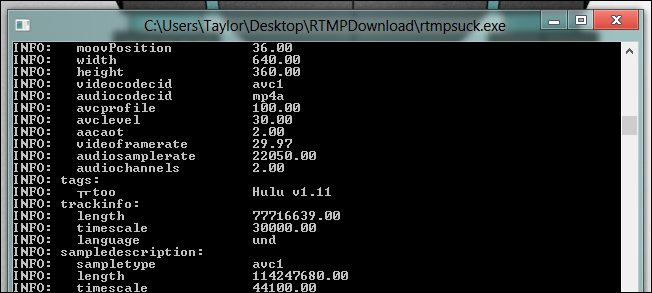 C:\Users\Taylor\Desktop\RTMPDownload\rtmpsuck.exe
INFO: moovPosition 36.00
INFO: width 640.00
INFO: height 360.00
INFO: videocodecid avc1
INFO: audiocodecid mp4a
INFO: avcprofile 100.00
INFO: avclevel 30.00
INFO: aacaot 2.00
INFO: videoframerate 29.97
INFO: audiosamplerate 22050.00
INFO: audiochannels 2.00
INFO: tags:
INFO: ┬⌐too Hulu v1.11
INFO: trackinfo:
INFO: length 77716639.00
INFO: timescale 30000.00
INFO: language und
INFO: sampledescription:
INFO: sampletype avc1
INFO: length 114247680.00
INFO: timescale 44100.00